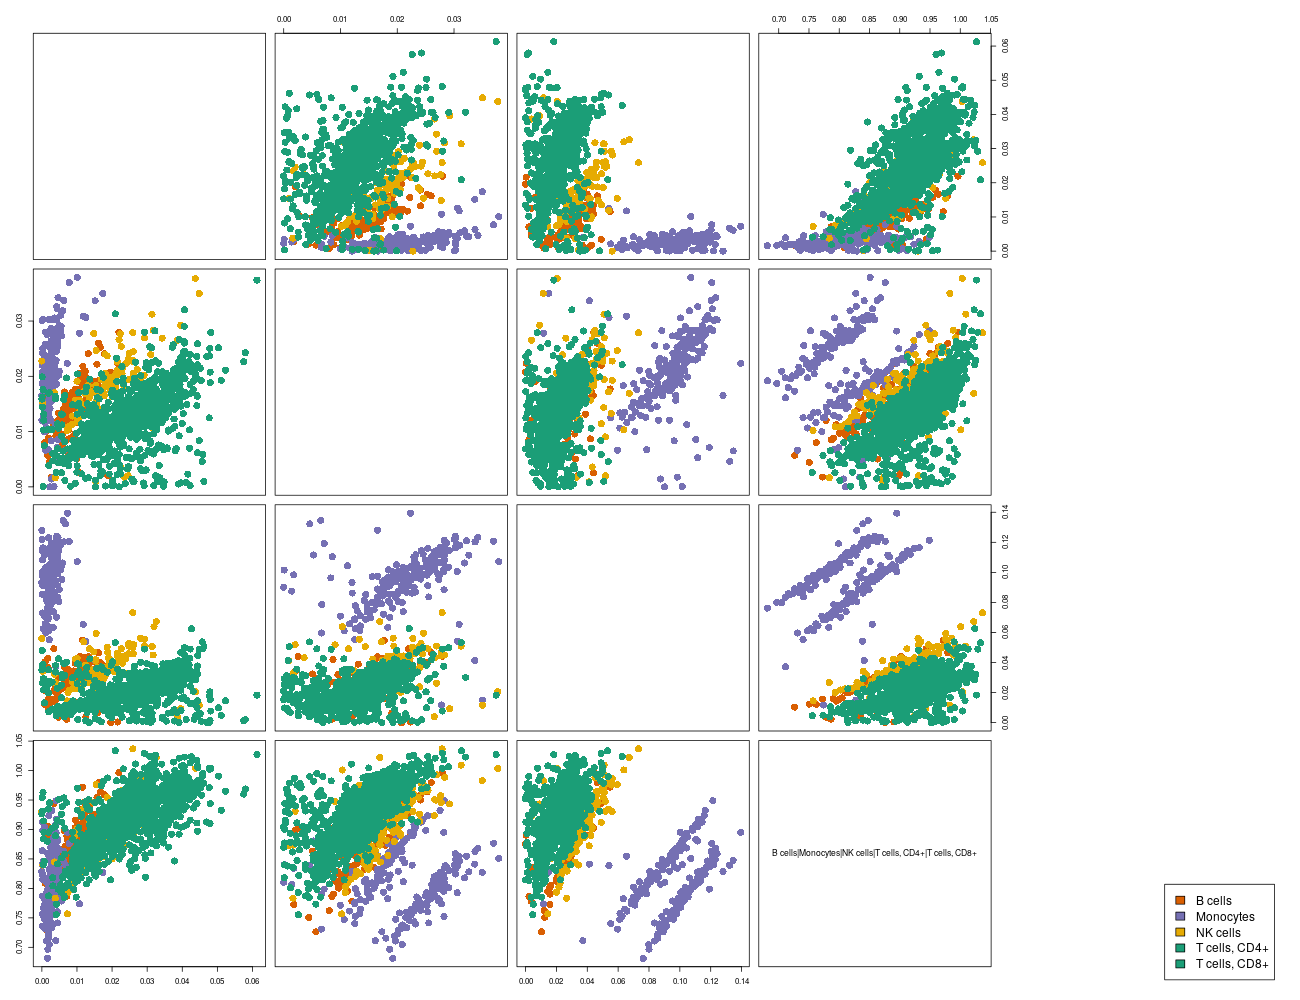 0.00 0.01 0.02 0.03
0.70 0.75 0.80 0.85 0.90 0.95 1.00 1.05
0.00 0.01 0.02 0.03 0.04 0.05 0.06
0.00 0.01 0.02 0.03
0.00 0.02 0.04 0.06 0.08 0.10 0.12 0.14
0.70 0.75 0.80 0.85 0.90 0.95 1.00 1.05
B cells|Monocytes|NK cells|T cells, CD4+|T cells, CD8+
B cells
Monocytes
NK cells
T cells, CD4+
T cells, CD8+
0.00 0.01 0.02 0.03 0.04 0.05 0.06
0.00 0.02 0.04 0.06 0.08 0.10 0.12 0.14